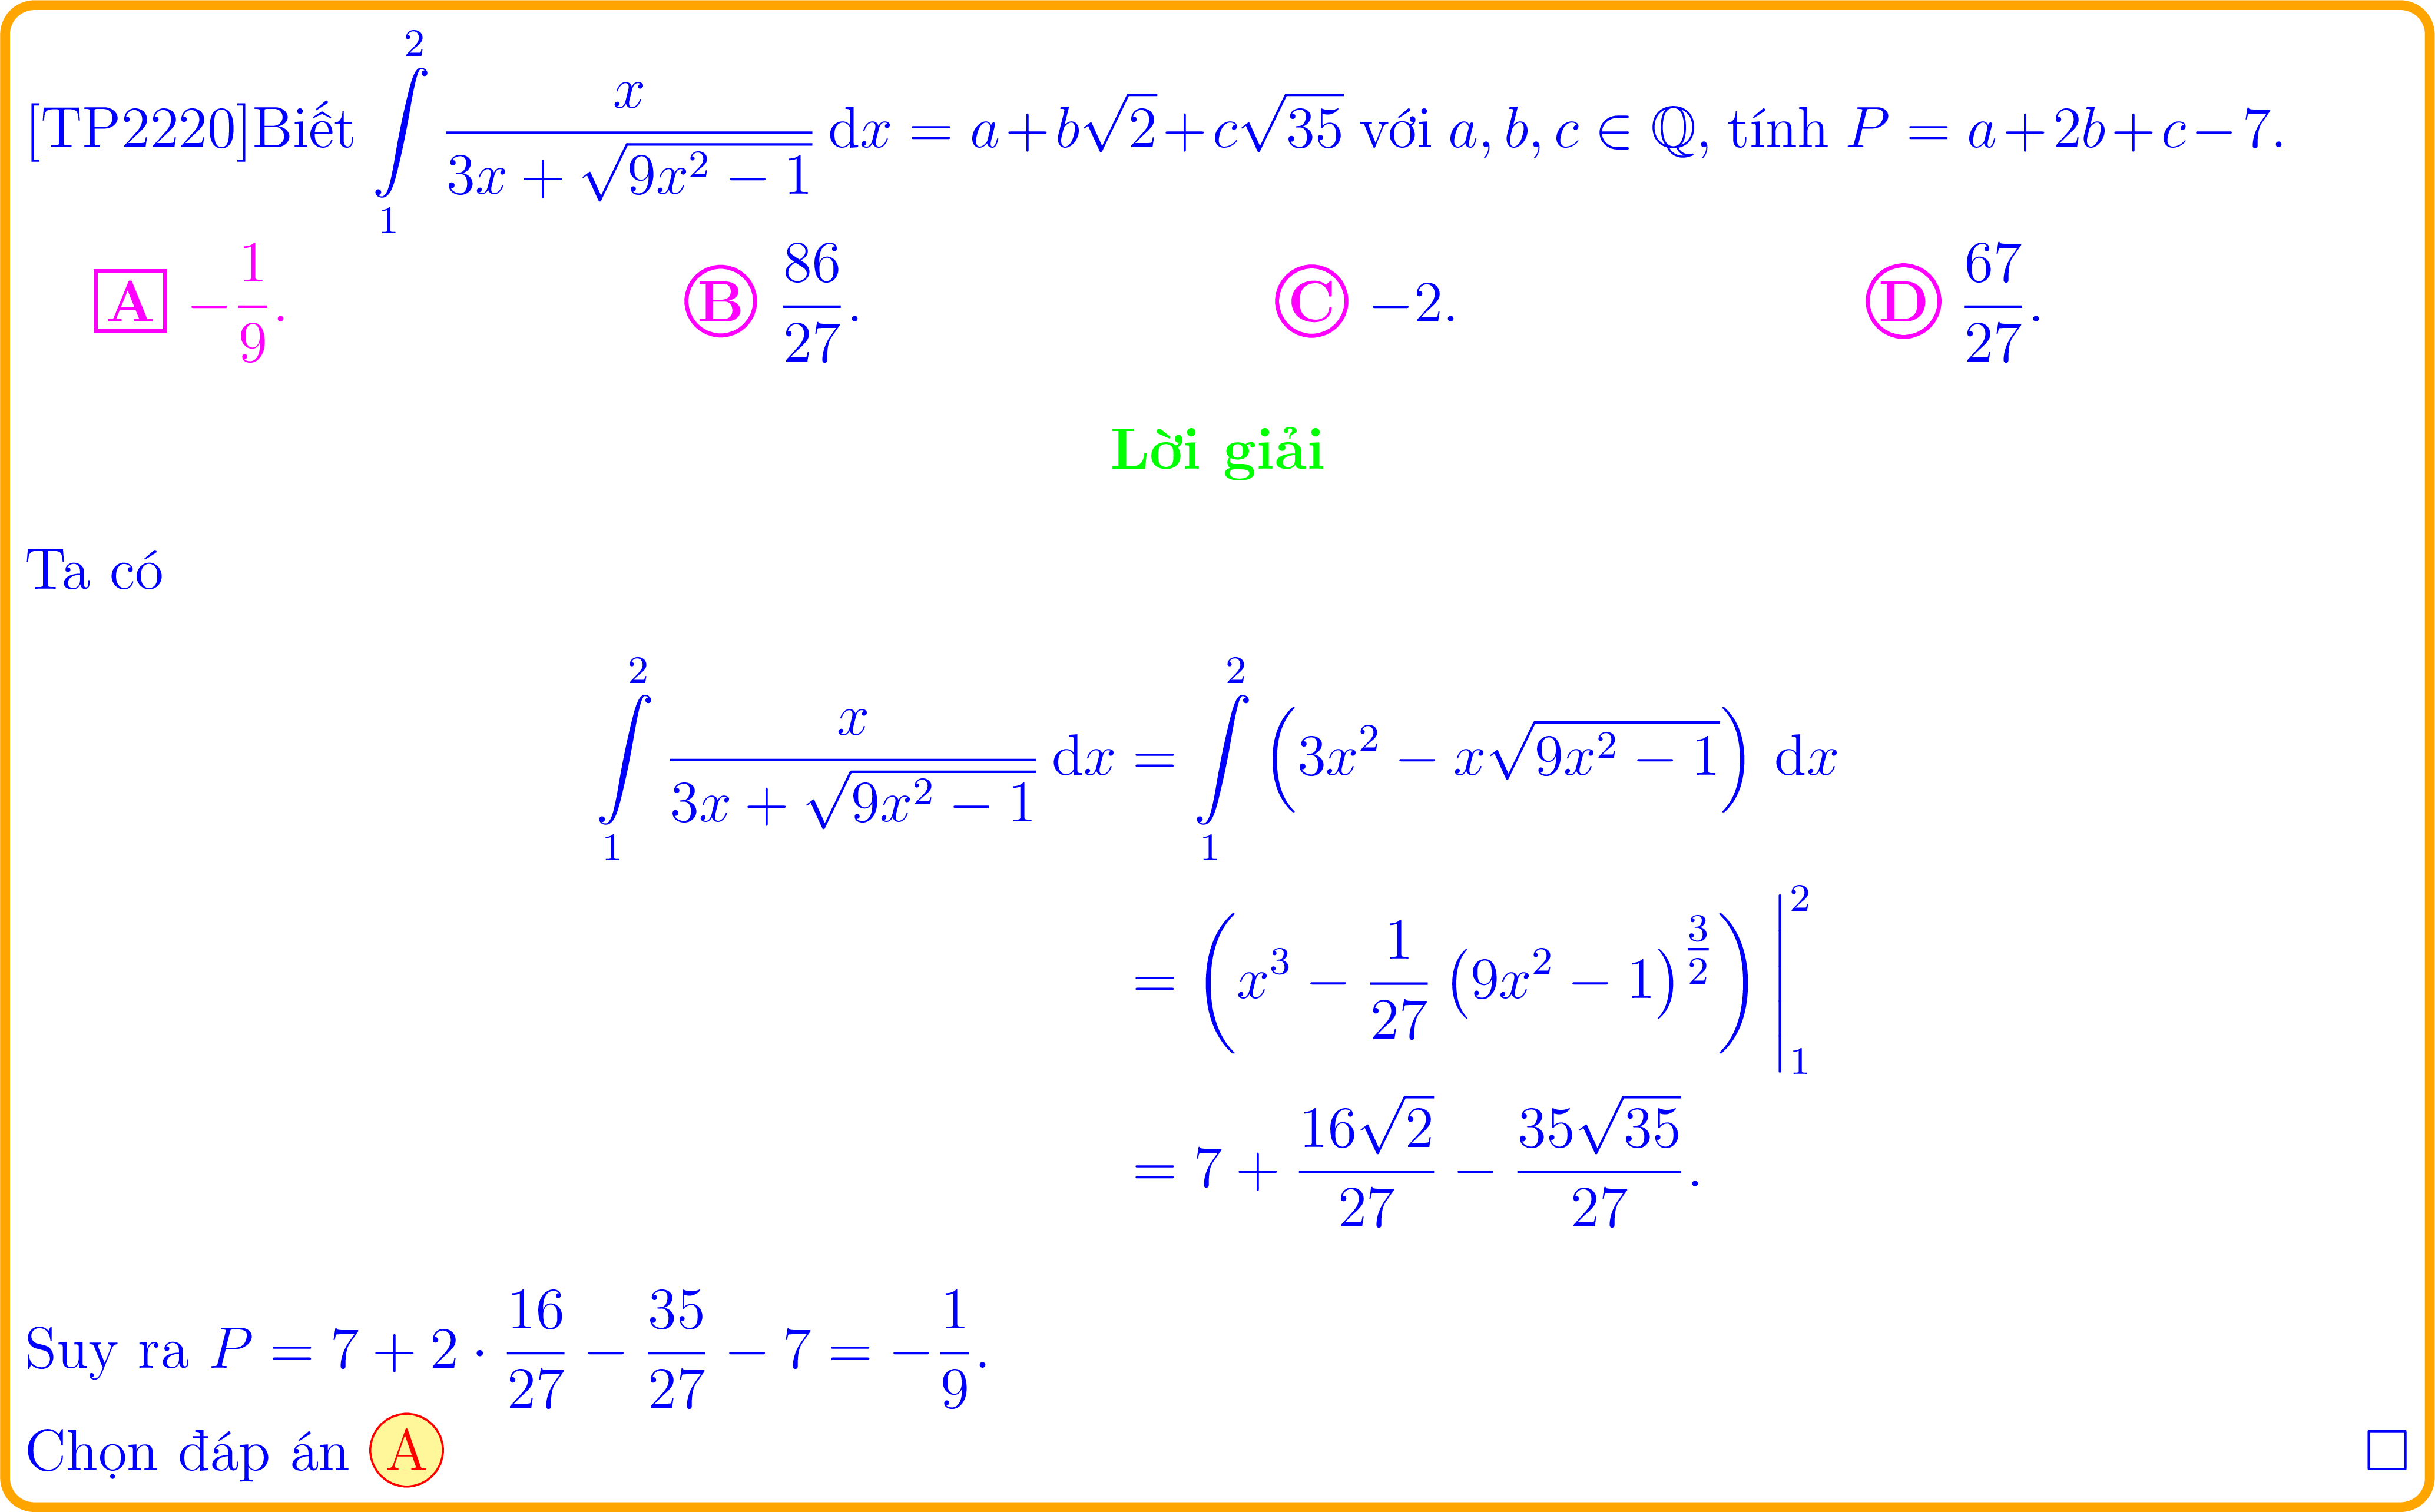 [TP2220]Biết $\int\limits_1^2 \frac{x}{3x + \sqrt{9x^2 - 1}} \, \mathrm{d}x = a + b\sqrt{2} + c\sqrt{35}$ với $a, b, c \in \mathbb{Q}$, tính $P = a + 2b + c - 7$.
A $-\frac{1}{9}$. B $\frac{86}{27}$. C $-2$. D $\frac{67}{27}$.
Lời giải
Ta có
$\int\limits_1^2 \frac{x}{3x + \sqrt{9x^2 - 1}} \, \mathrm{d}x = \int\limits_1^2 \left(3x^2 - x\sqrt{9x^2 - 1}\right) \, \mathrm{d}x$
$= \left(x^3 - \frac{1}{27}\left(9x^2 - 1\right)^{\frac{3}{2}}\right)\Big|_1^2$
$= 7 + \frac{16\sqrt{2}}{27} - \frac{35\sqrt{35}}{27}.$
Suy ra $P = 7 + 2 \cdot \frac{16}{27} - \frac{35}{27} - 7 = -\frac{1}{9}$.
Chọn đáp án A □